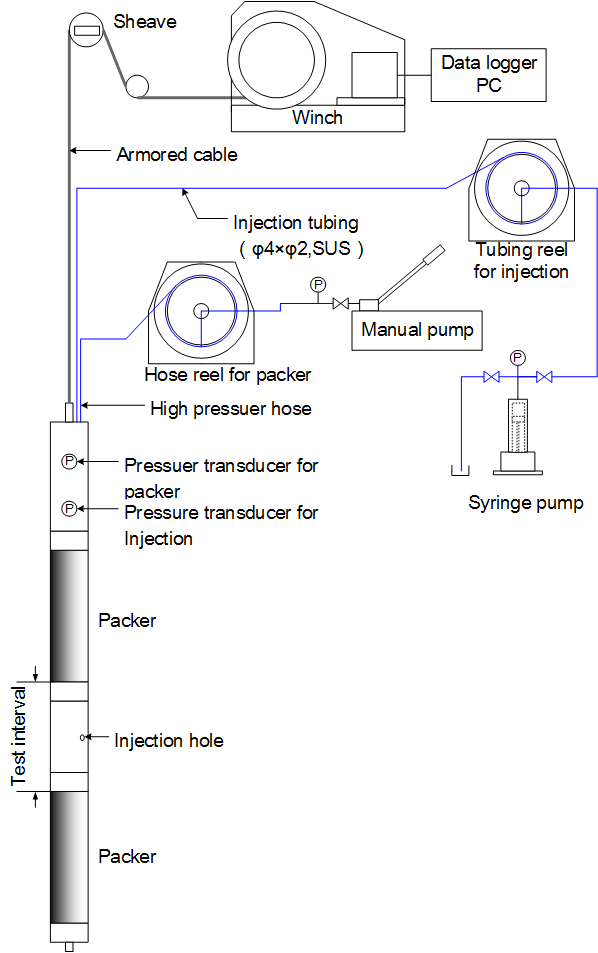 Sheave
Data logger
PC
Winch
Armored cable
Injection tubing
（φ4×φ2,SUS）
Tubing reel
for injection
P
Manual pump
Hose reel for packer
P
High pressuer hose
P
Pressuer transducer for
packer
Syringe pump
P
Pressure transducer for
Injection
Packer
Test interval
Injection hole
Packer